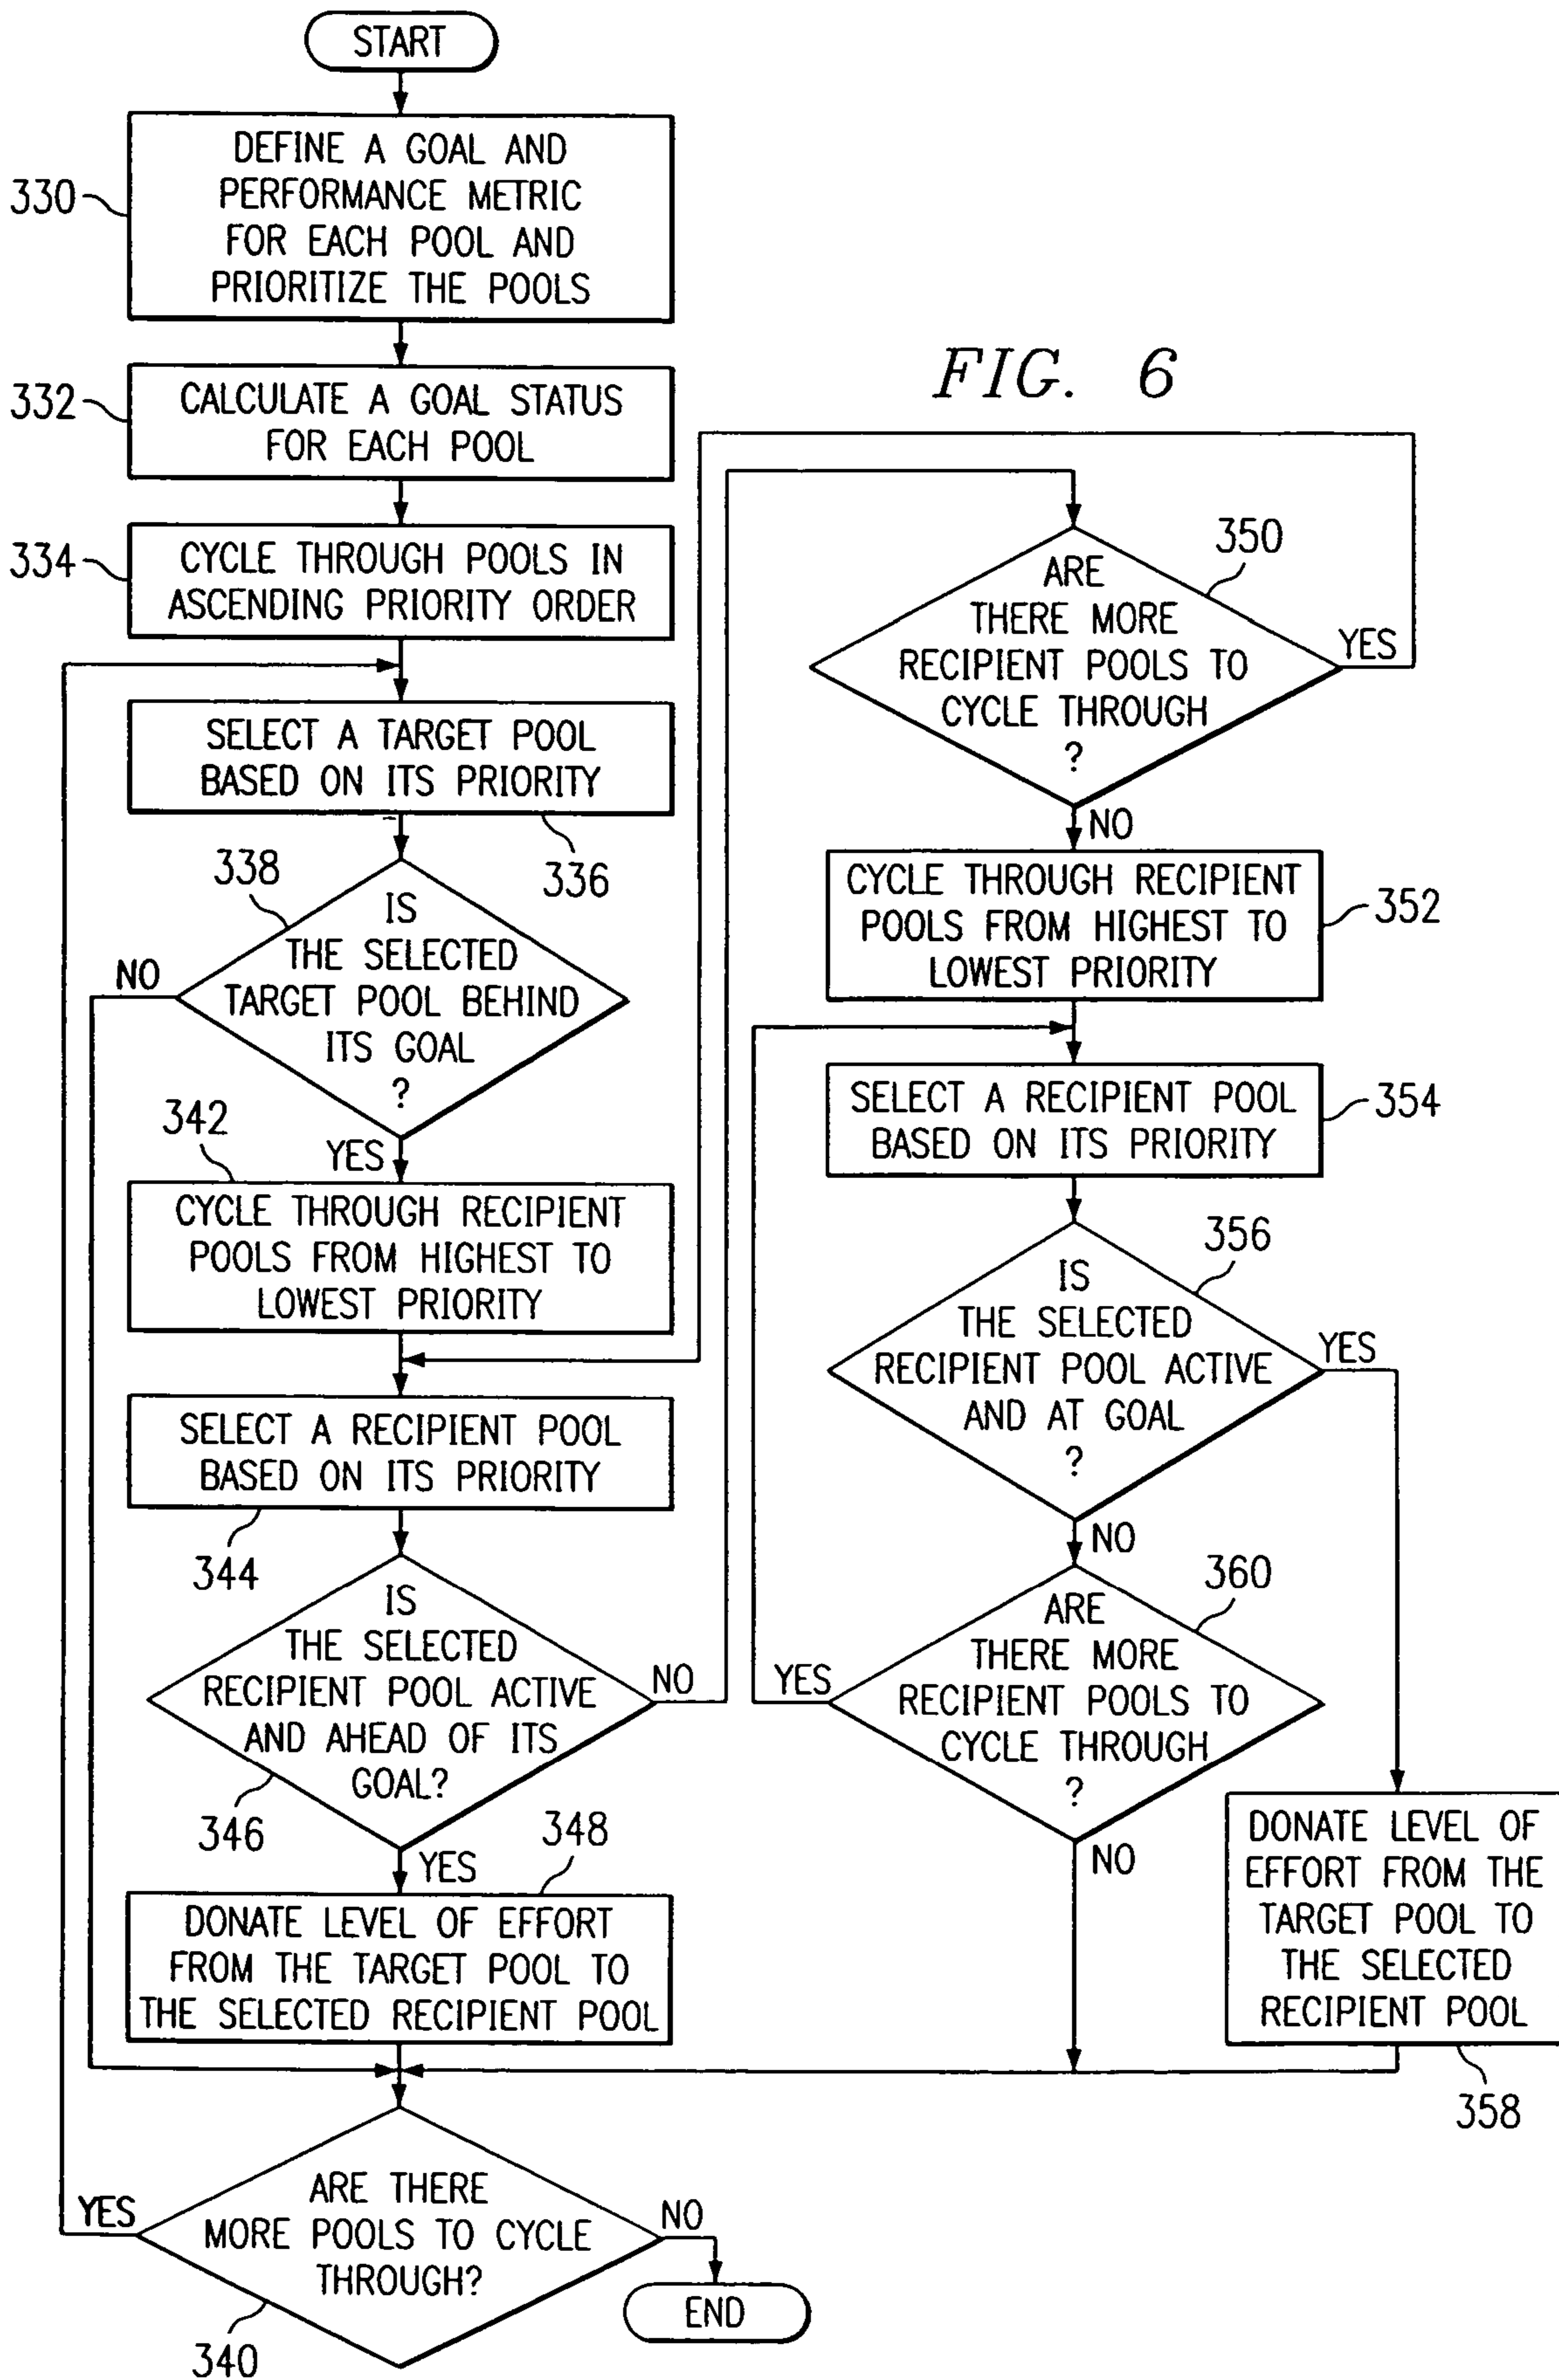 START
330
DEFINE A GOAL AND
PERFORMANCE METRIC
FOR EACH POOL AND
PRIORITIZE THE POOLS
332
CALCULATE A GOAL STATUS
FOR EACH POOL
334
CYCLE THROUGH POOLS IN
ASCENDING PRIORITY ORDER
SELECT A TARGET POOL
BASED ON ITS PRIORITY
336
338
IS
THE SELECTED
TARGET POOL BEHIND
ITS GOAL
?
NO
YES
342
CYCLE THROUGH RECIPIENT
POOLS FROM HIGHEST TO
LOWEST PRIORITY
SELECT A RECIPIENT POOL
BASED ON ITS PRIORITY
344
IS
THE SELECTED
RECIPIENT POOL ACTIVE
AND AHEAD OF ITS
GOAL?
346
NO
YES
348
DONATE LEVEL OF EFFORT
FROM THE TARGET POOL TO
THE SELECTED RECIPIENT POOL
ARE THERE
MORE POOLS TO CYCLE
THROUGH?
340
YES
NO
END
FIG. 6
350
ARE
THERE MORE
RECIPIENT POOLS TO
CYCLE THROUGH
?
YES
NO
CYCLE THROUGH RECIPIENT
POOLS FROM HIGHEST TO
LOWEST PRIORITY
352
SELECT A RECIPIENT POOL
BASED ON ITS PRIORITY
354
356
IS
THE SELECTED
RECIPIENT POOL ACTIVE
AND AT GOAL
?
YES
NO
360
ARE
THERE MORE
RECIPIENT POOLS TO
CYCLE THROUGH
?
YES
NO
DONATE LEVEL OF
EFFORT FROM THE
TARGET POOL TO
THE SELECTED
RECIPIENT POOL
358